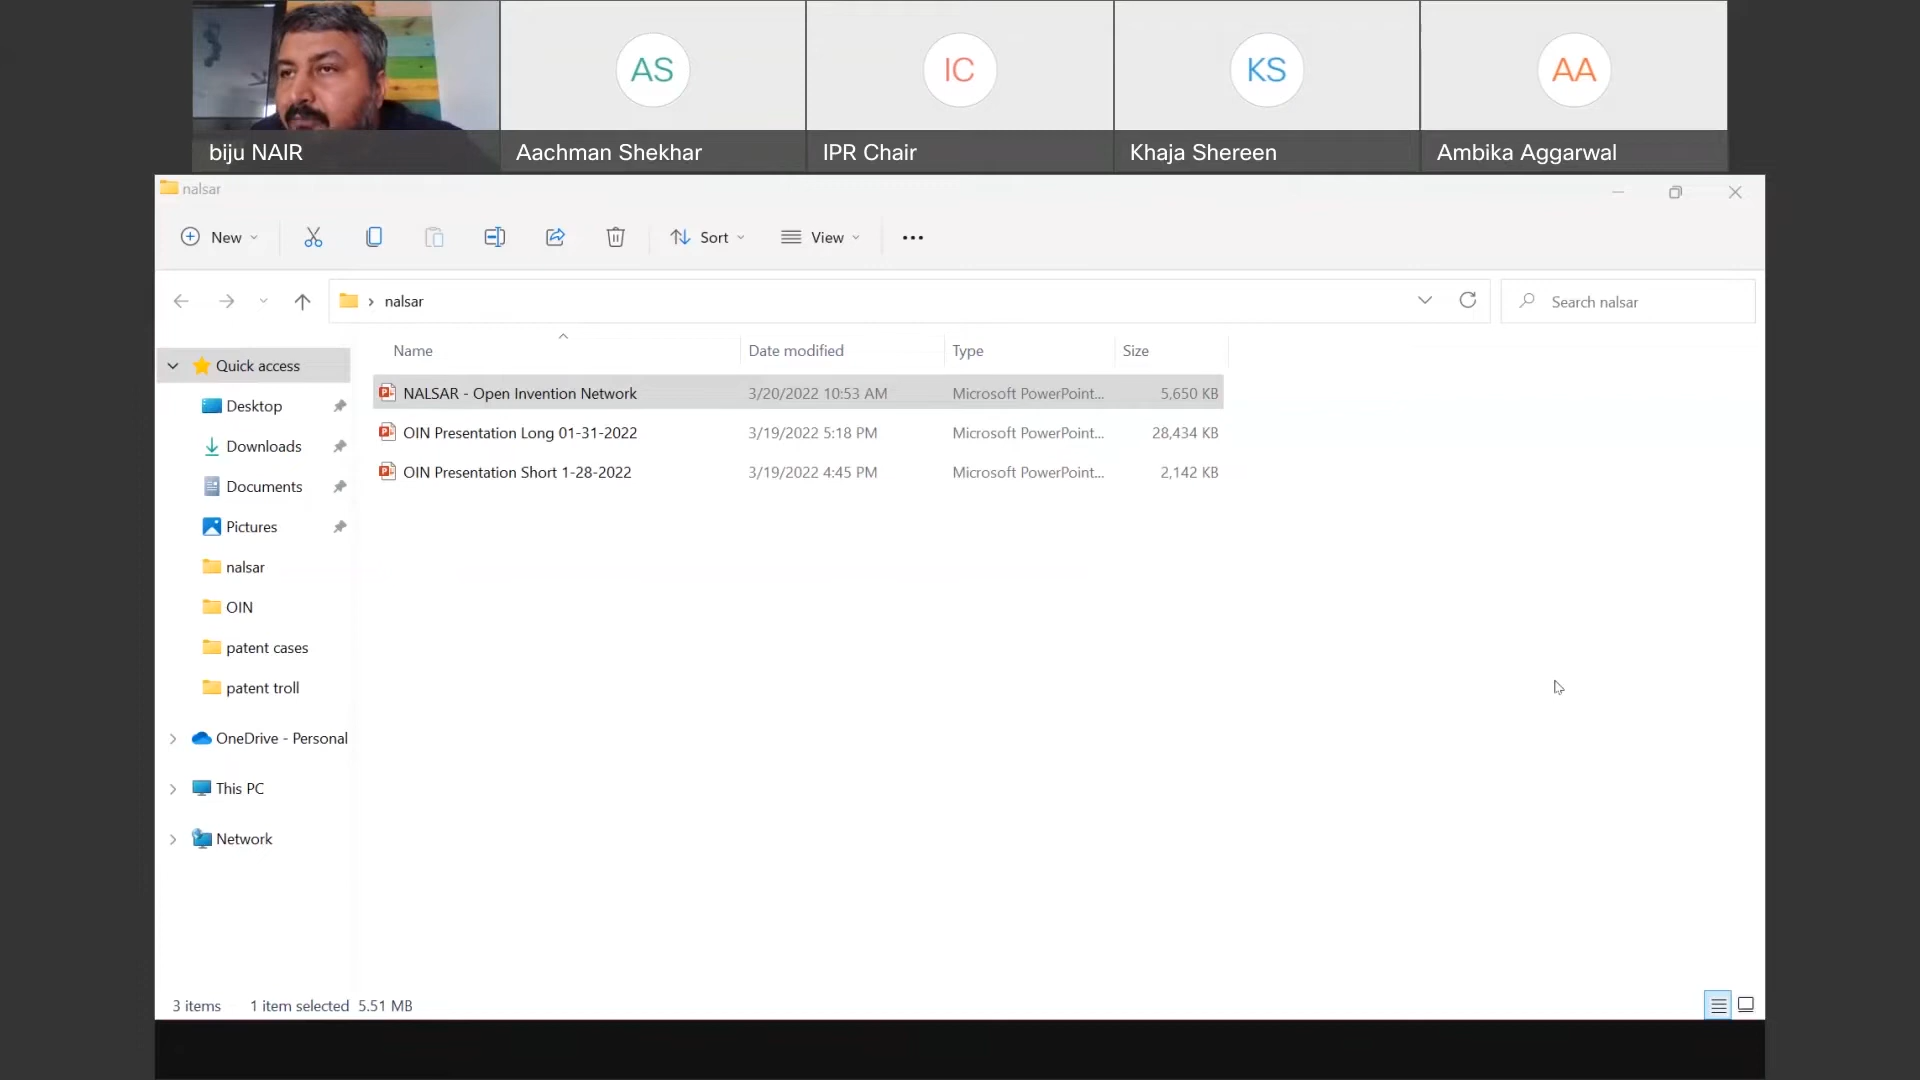 AS
IC
KS
AA
biju NAIR
Aachman Shekhar
IPR Chair
Khaja Shereen
Ambika Aggarwal
nalsar
New
Sort
View
nalsar
Search nalsar
Name
Date modified
Type
Size
Quick access
Desktop
Downloads
Documents
Pictures
nalsar
OIN
patent cases
patent troll
OneDrive - Personal
This PC
Network
NALSAR - Open Invention Network 3/20/2022 10:53 AM Microsoft PowerPoint... 5,650 KB
OIN Presentation Long 01-31-2022 3/19/2022 5:18 PM Microsoft PowerPoint... 28,434 KB
OIN Presentation Short 1-28-2022 3/19/2022 4:45 PM Microsoft PowerPoint... 2,142 KB
3 items 1 item selected 5.51 MB